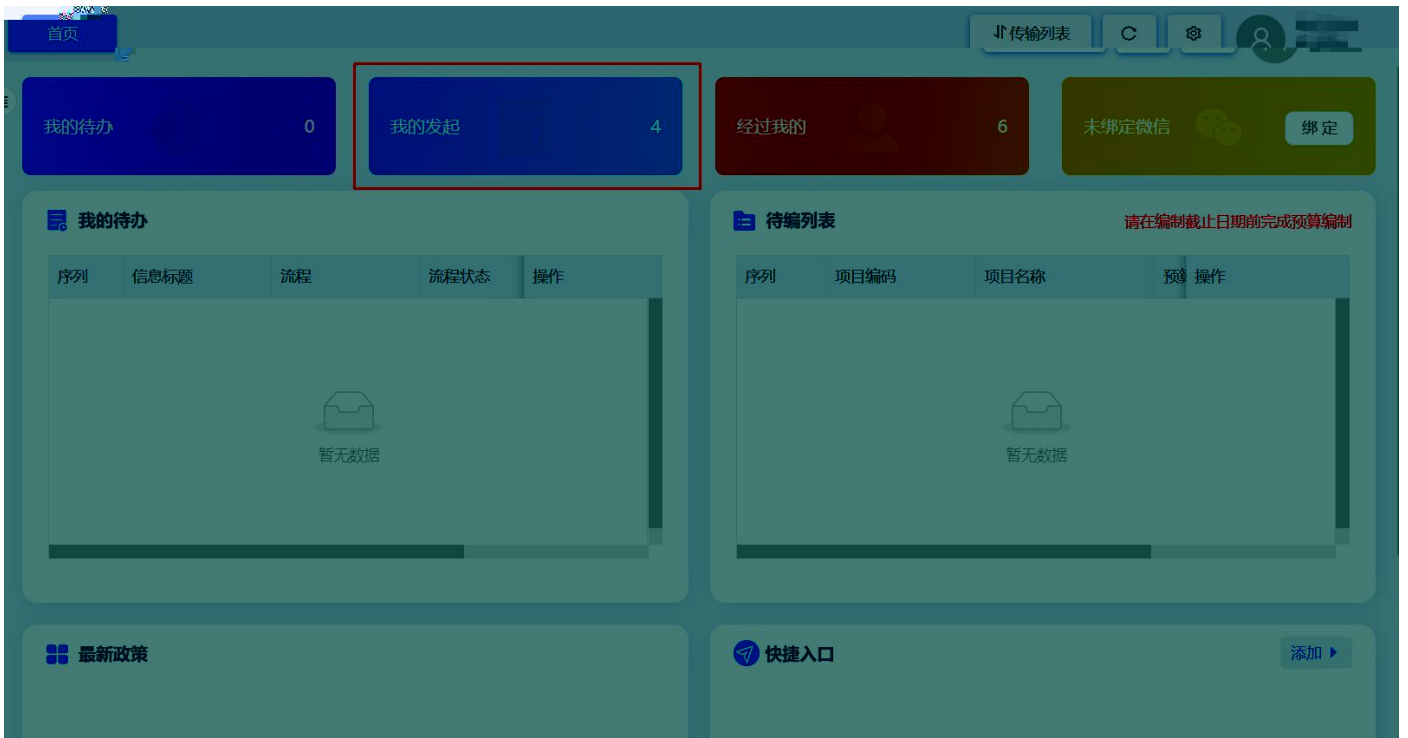 首页
传输列表
我的待办 0
我的发起 4
经过我的 6
未绑定微信 绑定
我的待办
序列 信息标题 流程 流程状态 操作
暂无数据
待编列表 请在编制截止日期前完成预算编制
序列 项目编码 项目名称 预 操作
暂无数据
最新政策
快捷入口 添加